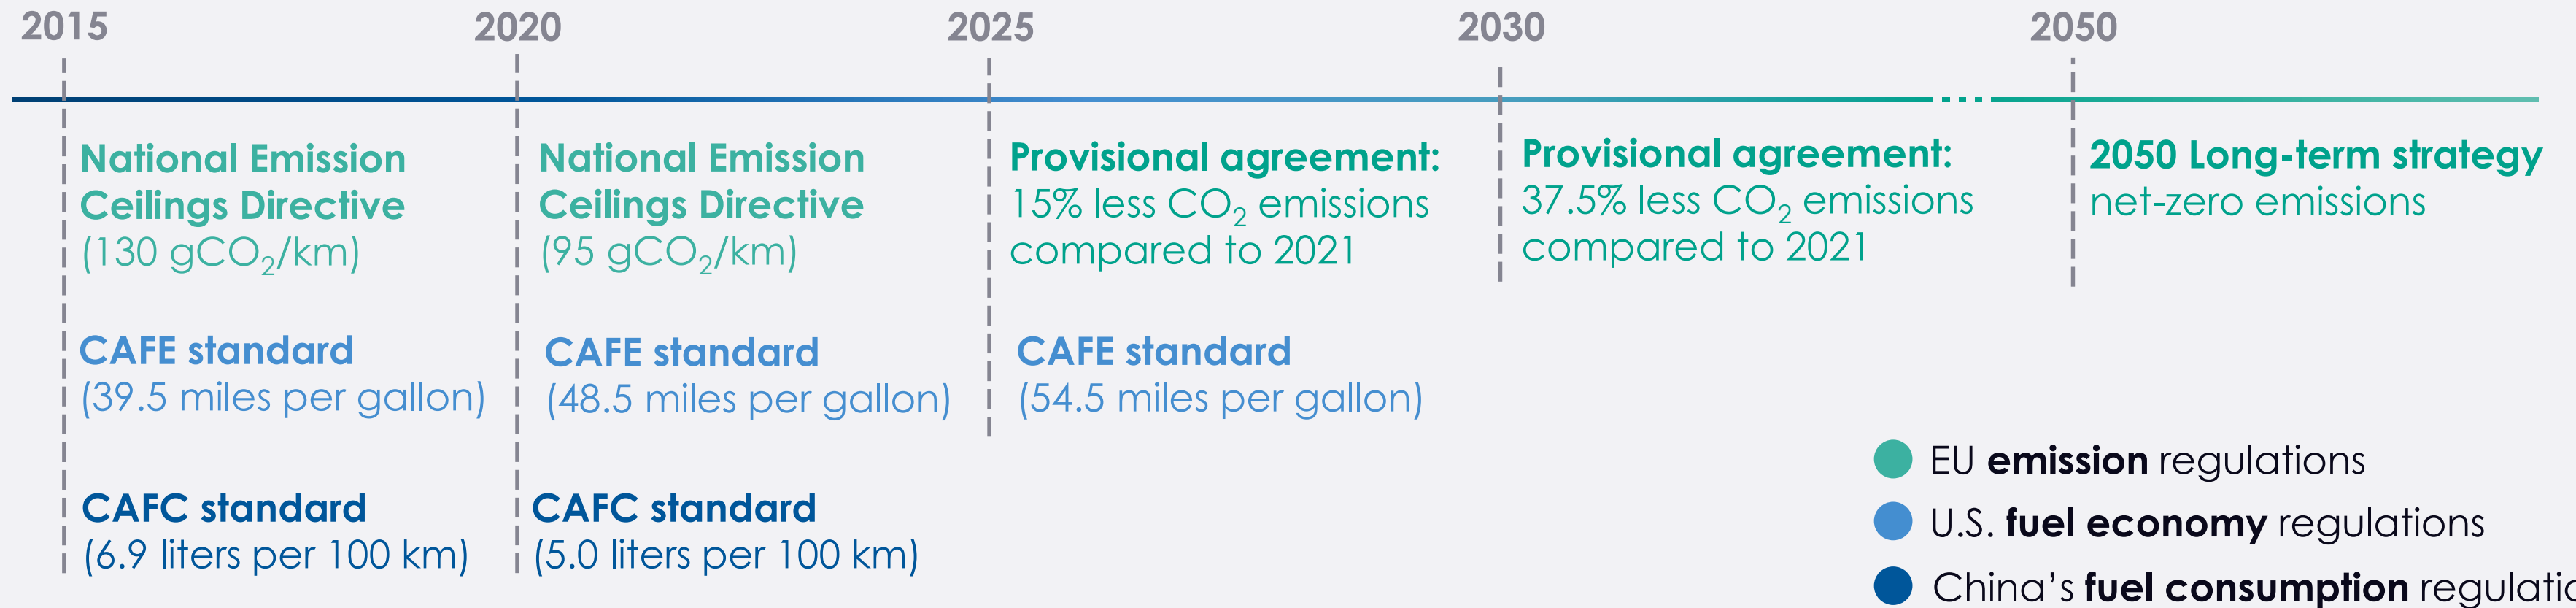 2015
2020
2025
2030
2050
National Emission
Ceilings Directive
(130 gCO₂/km)
National Emission
Ceilings Directive
(95 gCO₂/km)
Provisional agreement:
15% less CO₂ emissions
compared to 2021
Provisional agreement:
37.5% less CO₂ emissions
compared to 2021
2050 Long-term strategy
net-zero emissions
CAFE standard
(39.5 miles per gallon)
CAFE standard
(48.5 miles per gallon)
CAFE standard
(54.5 miles per gallon)
CAFC standard
(6.9 liters per 100 km)
CAFC standard
(5.0 liters per 100 km)
EU emission regulations
U.S. fuel economy regulations
China’s fuel consumption